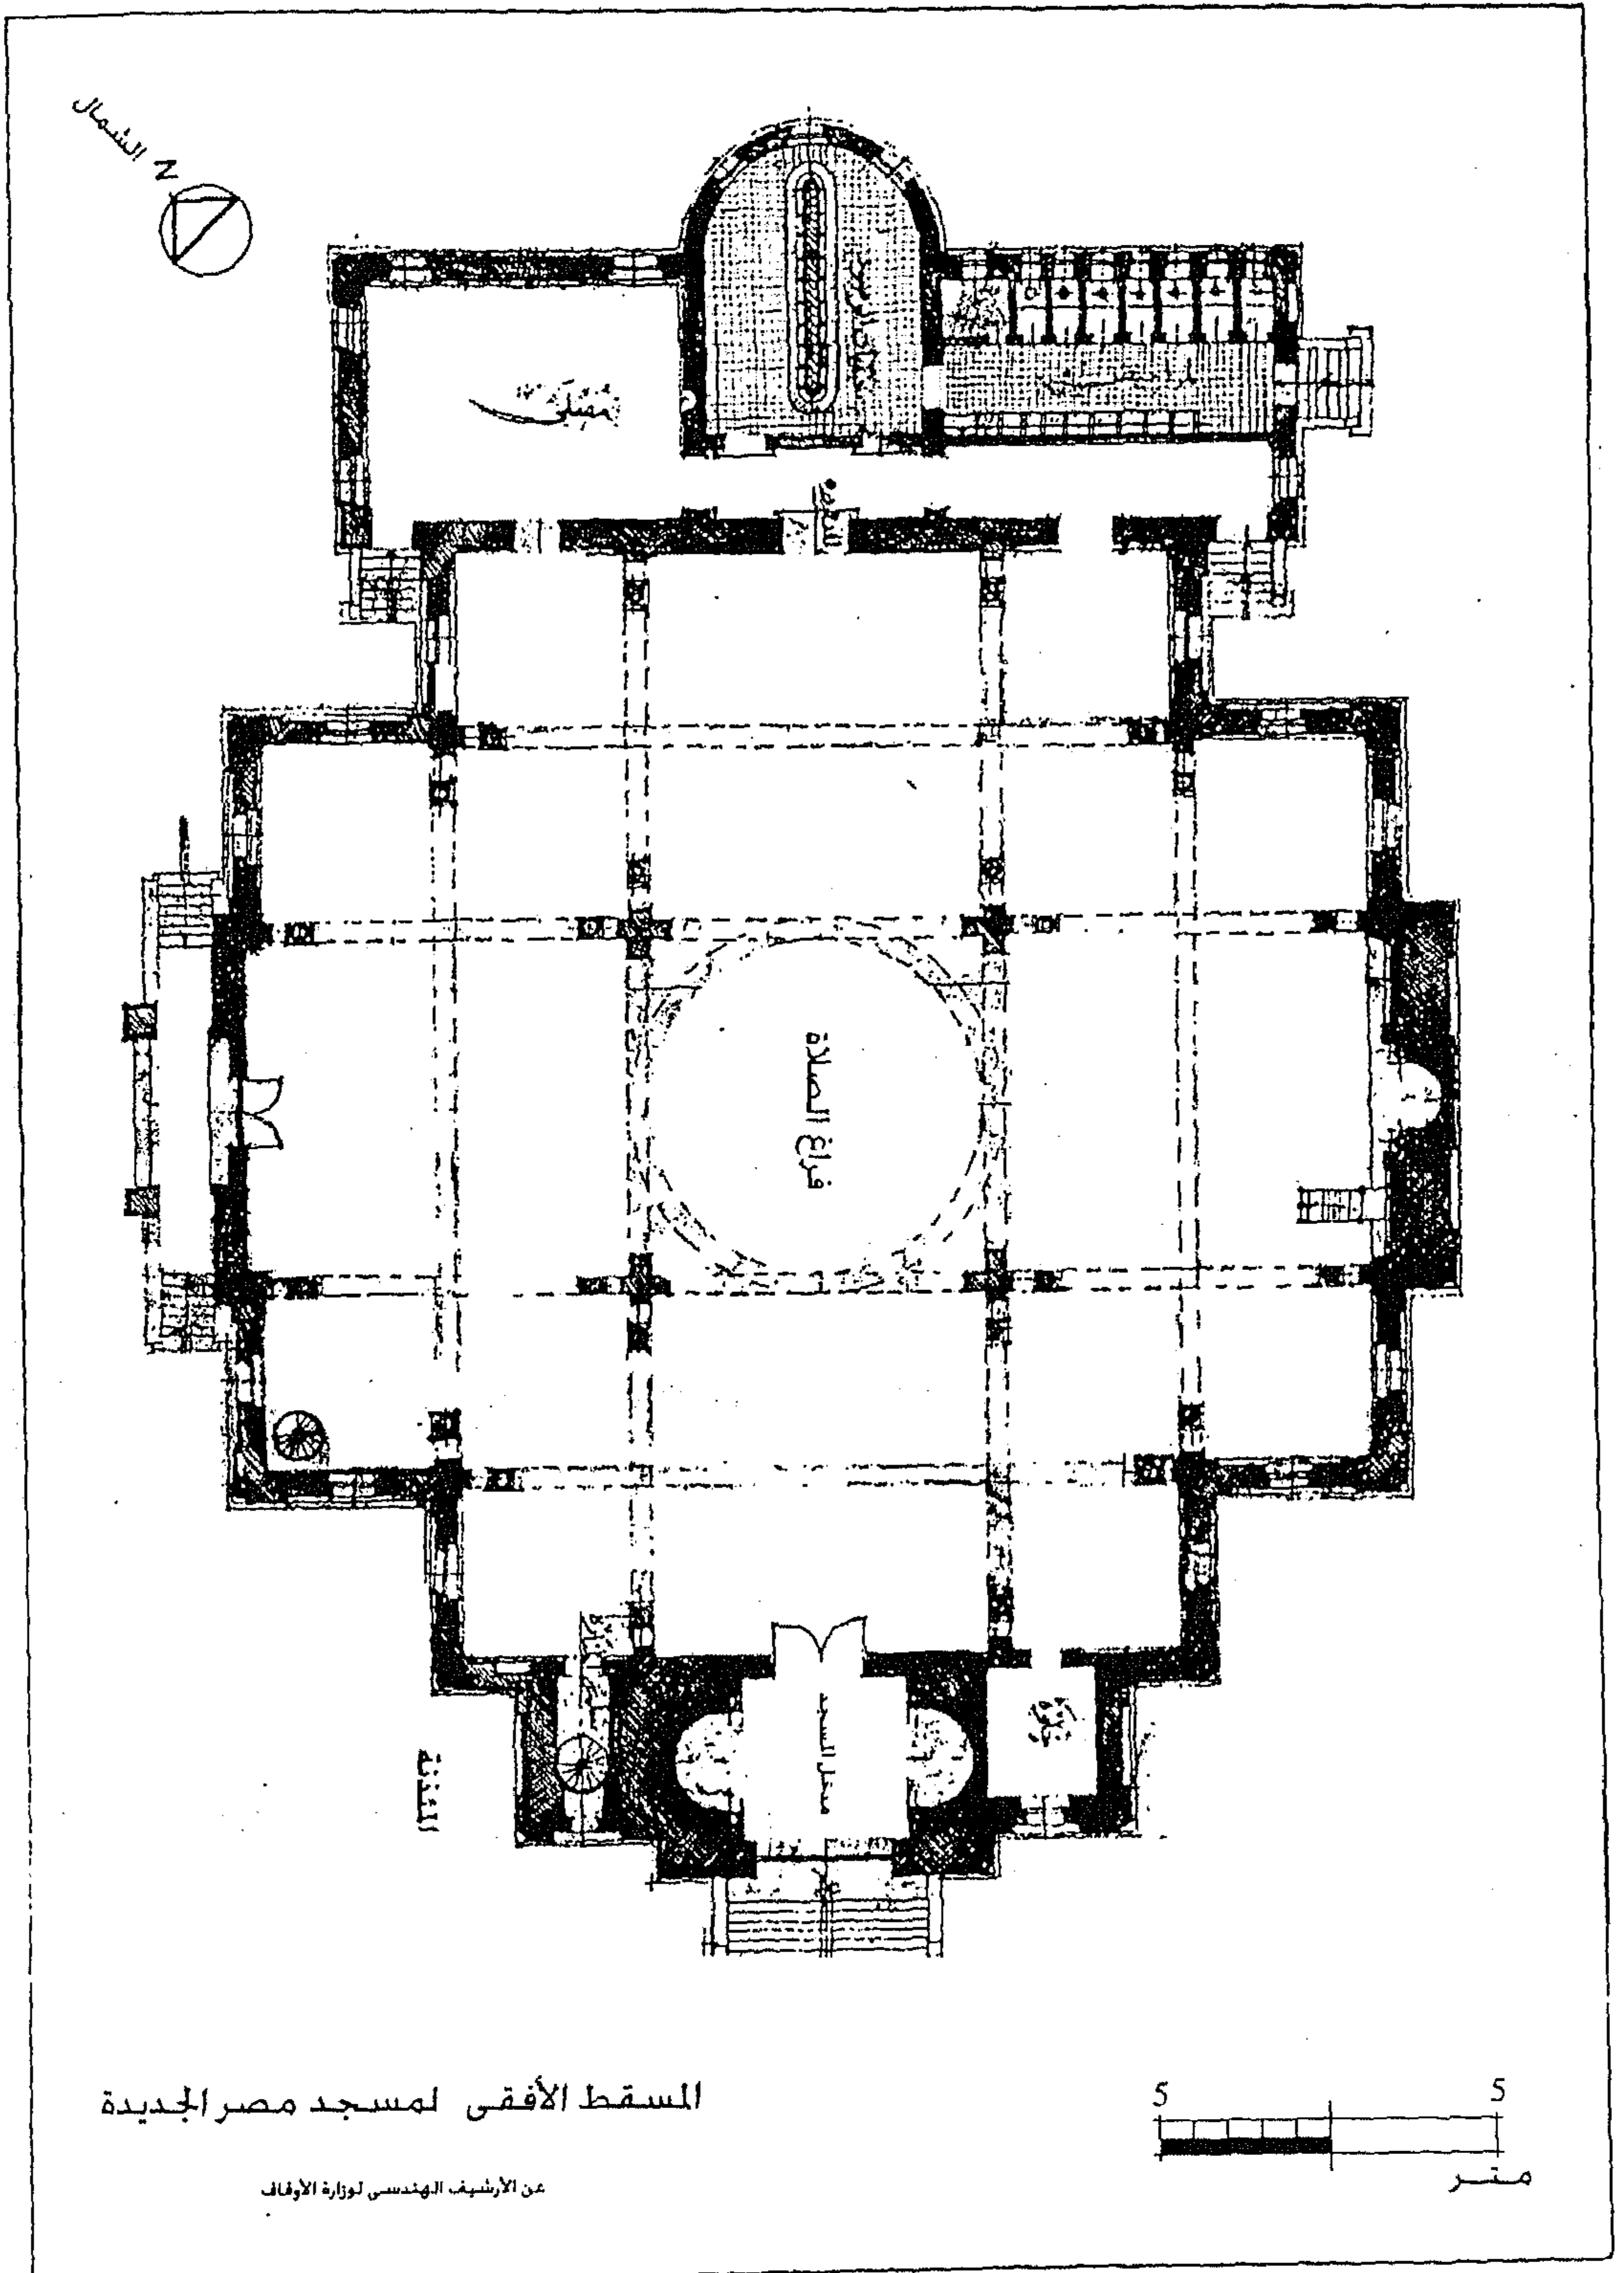 الشمال
N
مصلى
فراغ الصلاة
مدخل المسجد
المئذنة
المسقط الأفقى لمسجد مصر الجديدة
عن الأرشيف الهندسى لوزارة الأوقاف
5 5
متر